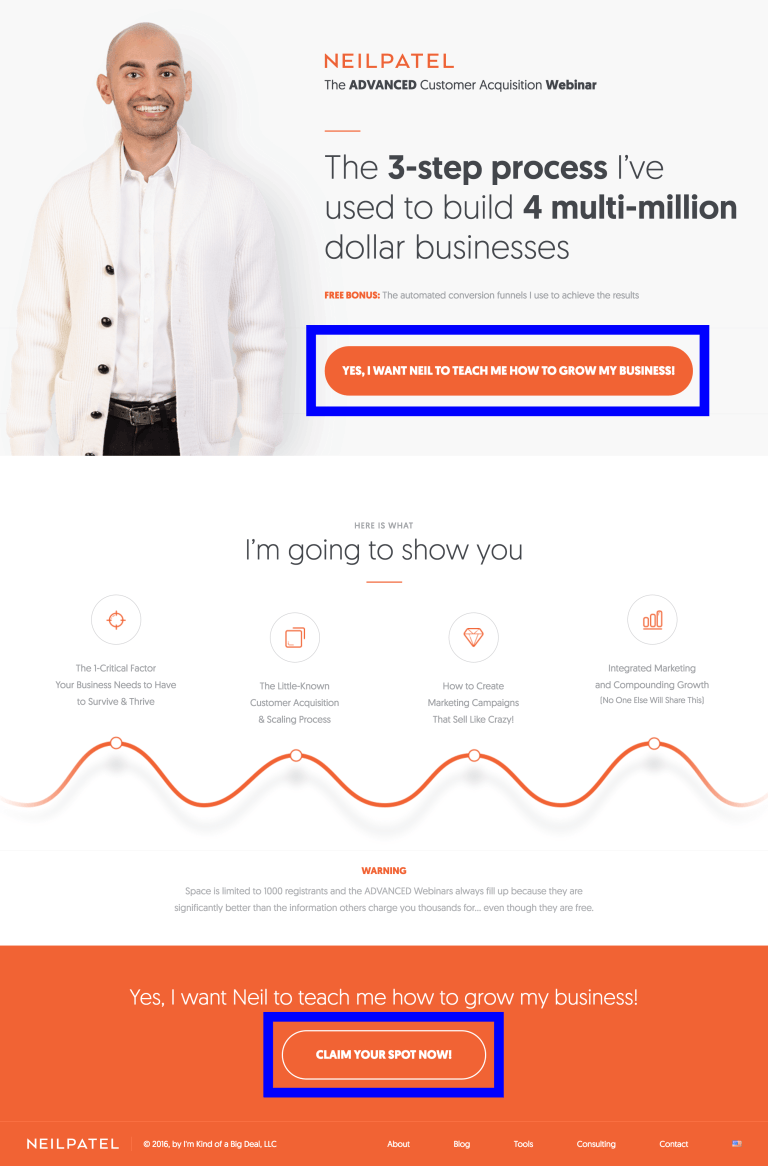 NEILPATEL
The ADVANCED Customer Acquisition Webinar
The 3-step process I've
used to build 4 multi-million
dollar businesses
FREE BONUS: The automated conversion funnels I use to achieve the results
YES, I WANT NEIL TO TEACH ME HOW TO GROW MY BUSINESS!
HERE IS WHAT
I'm going to show you
The 1-Critical Factor
Your Business Needs to Have
to Survive & Thrive
The Little-Known
Customer Acquisition
& Scaling Process
How to Create
Marketing Campaigns
That Sell Like Crazy!
Integrated Marketing
and Compounding Growth
(No One Else Will Share This)
WARNING
Space is limited to 1000 registrants and the ADVANCED Webinars always fill up because they are
significantly better than the information others charge you thousands for... even though they are free.
Yes, I want Neil to teach me how to grow my business!
CLAIM YOUR SPOT NOW!
NEILPATEL © 2016, by I'm Kind of a Big Deal, LLC About Blog Tools Consulting Contact